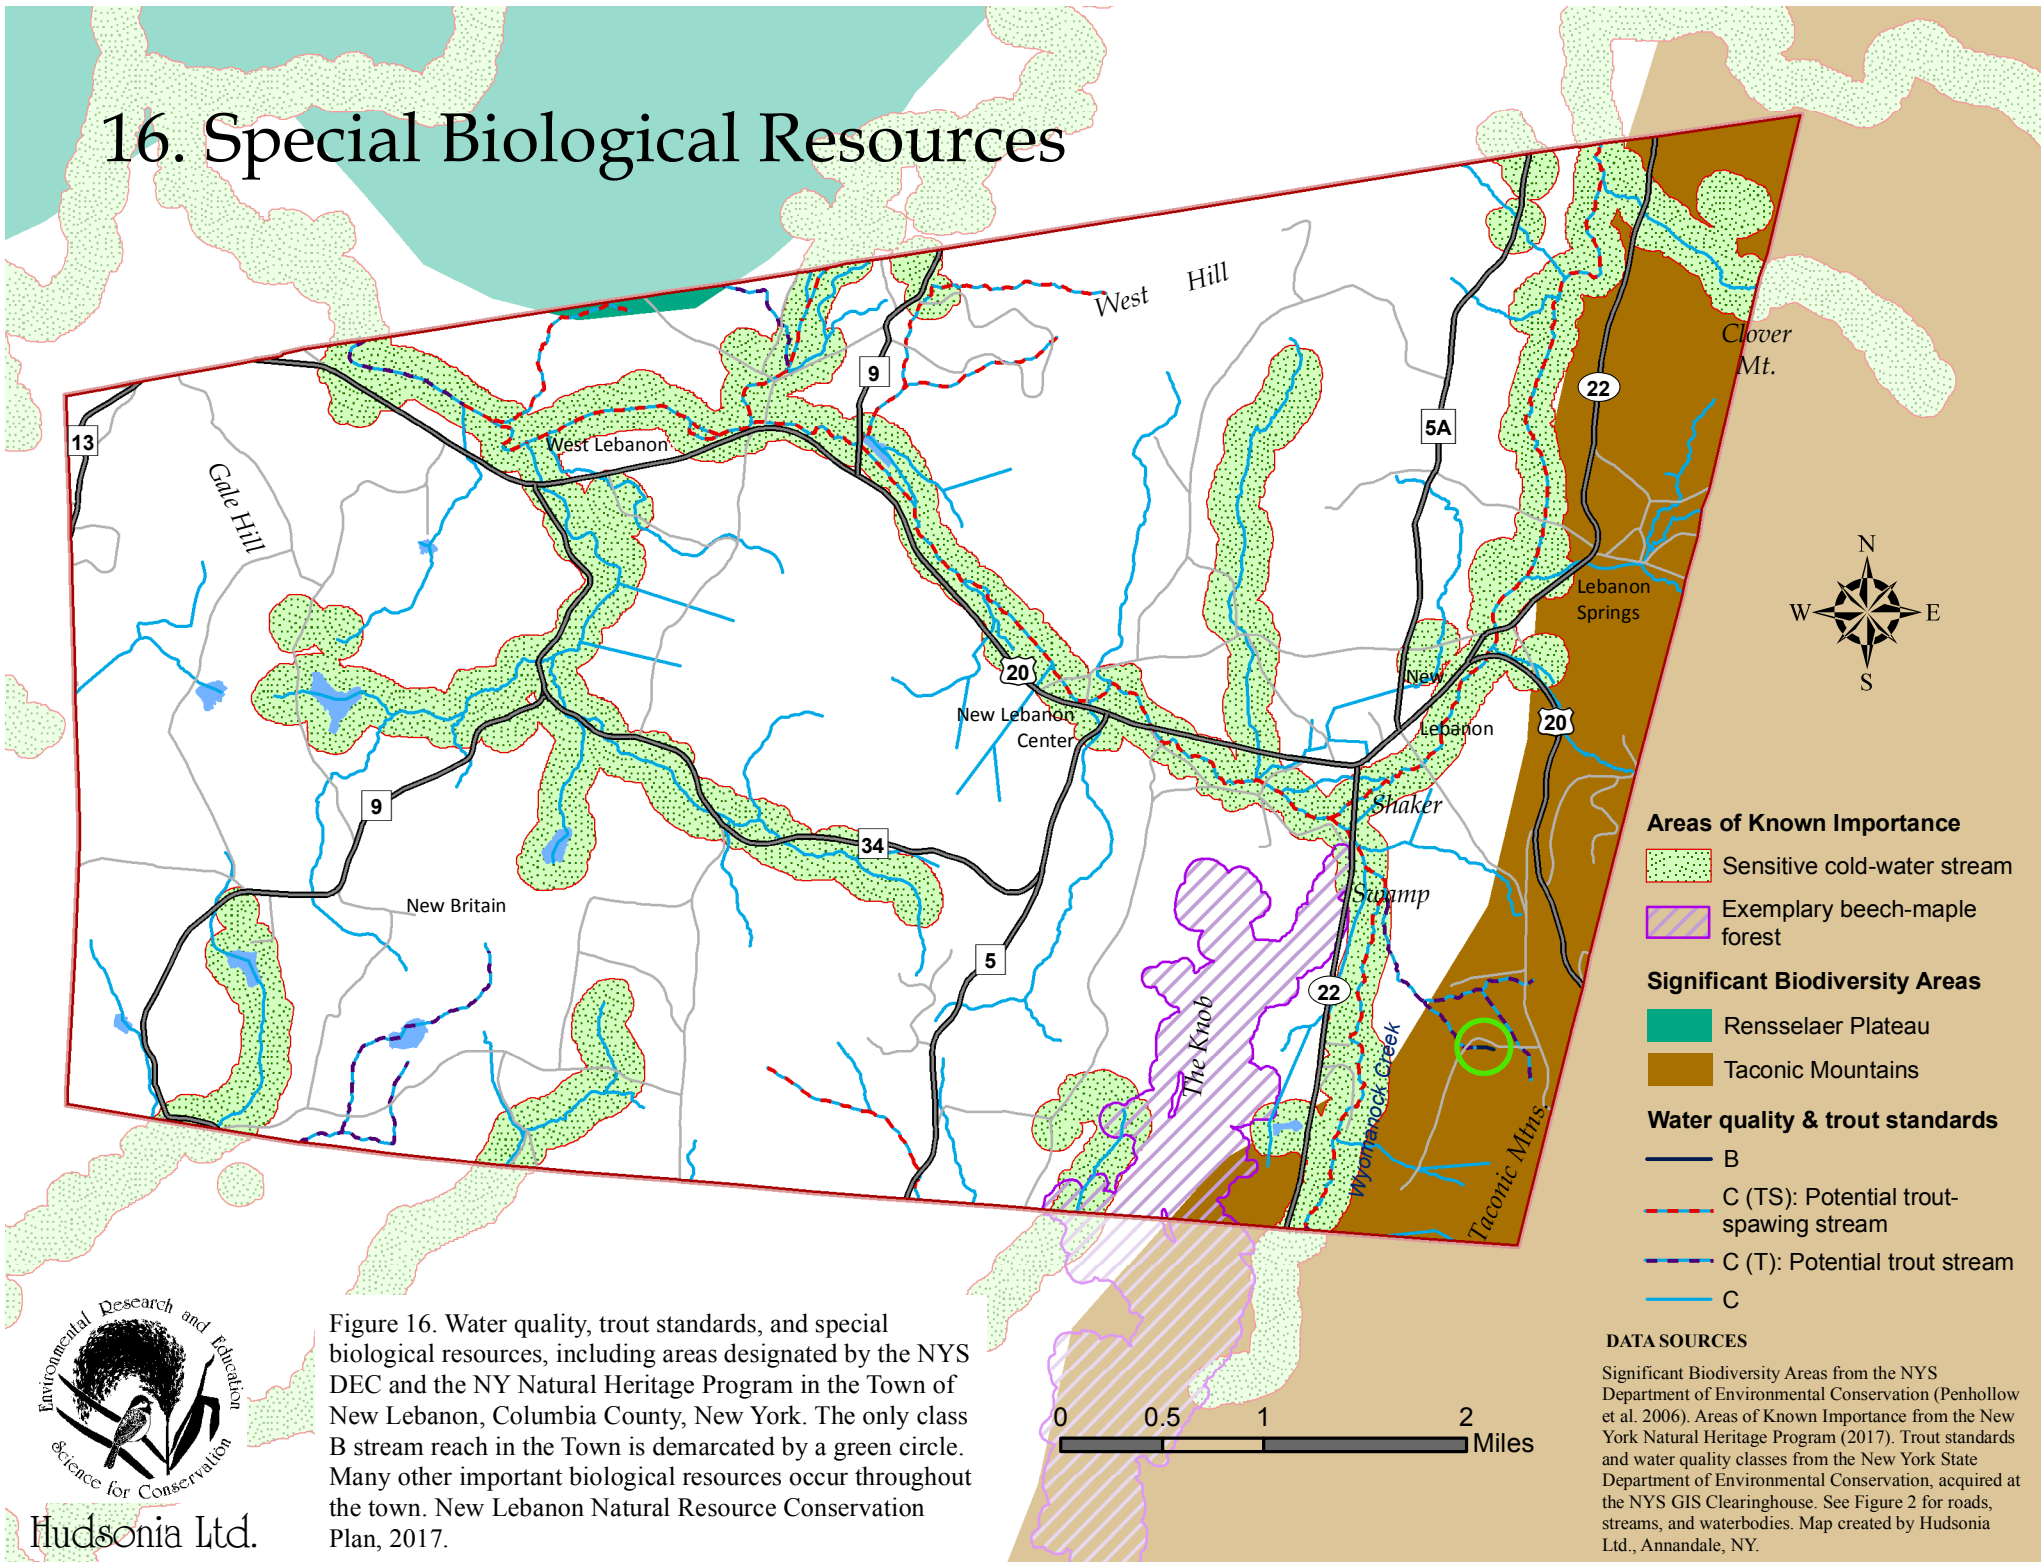 16. Special Biological Resources
West Hill
Clover
Mt.
9
22
5A
13
West Lebanon
Gale Hill
Lebanon
Springs
N
W E
S
20
New
New Lebanon
Center
Lebanon
20
9
Shaker
34
Swamp
New Britain
5
22
The Knob
Wyomanock Creek
Taconic Mtns.
Areas of Known Importance
Sensitive cold-water stream
Exemplary beech-maple
forest
Significant Biodiversity Areas
Rensselaer Plateau
Taconic Mountains
Water quality & trout standards
B
C (TS): Potential trout-
spawing stream
C (T): Potential trout stream
C
0 0.5 1 2
Miles
Environmental Research and Education
Science for Conservation
Hudsonia Ltd.
Figure 16. Water quality, trout standards, and special
biological resources, including areas designated by the NYS
DEC and the NY Natural Heritage Program in the Town of
New Lebanon, Columbia County, New York. The only class
B stream reach in the Town is demarcated by a green circle.
Many other important biological resources occur throughout
the town. New Lebanon Natural Resource Conservation
Plan, 2017.
DATA SOURCES
Significant Biodiversity Areas from the NYS
Department of Environmental Conservation (Penhollow
et al. 2006). Areas of Known Importance from the New
York Natural Heritage Program (2017). Trout standards
and water quality classes from the New York State
Department of Environmental Conservation, acquired at
the NYS GIS Clearinghouse. See Figure 2 for roads,
streams, and waterbodies. Map created by Hudsonia
Ltd., Annandale, NY.